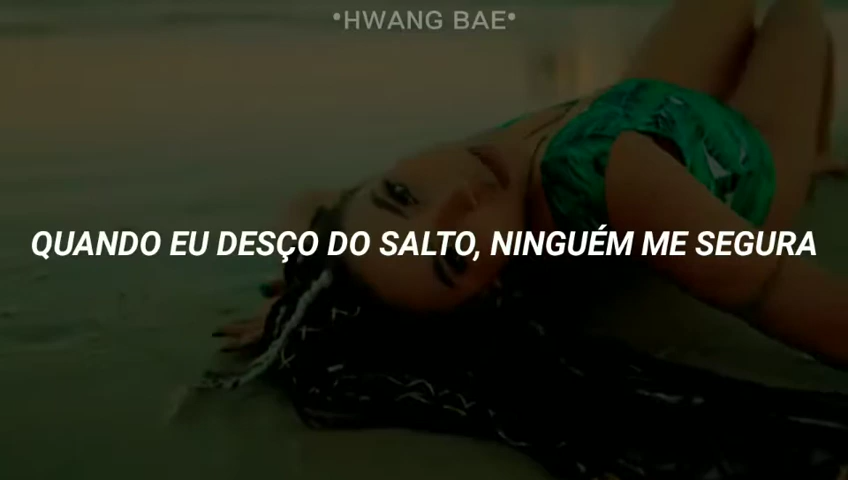 •HWANG BAE•
QUANDO EU DESÇO DO SALTO, NINGUÉM ME SEGURA